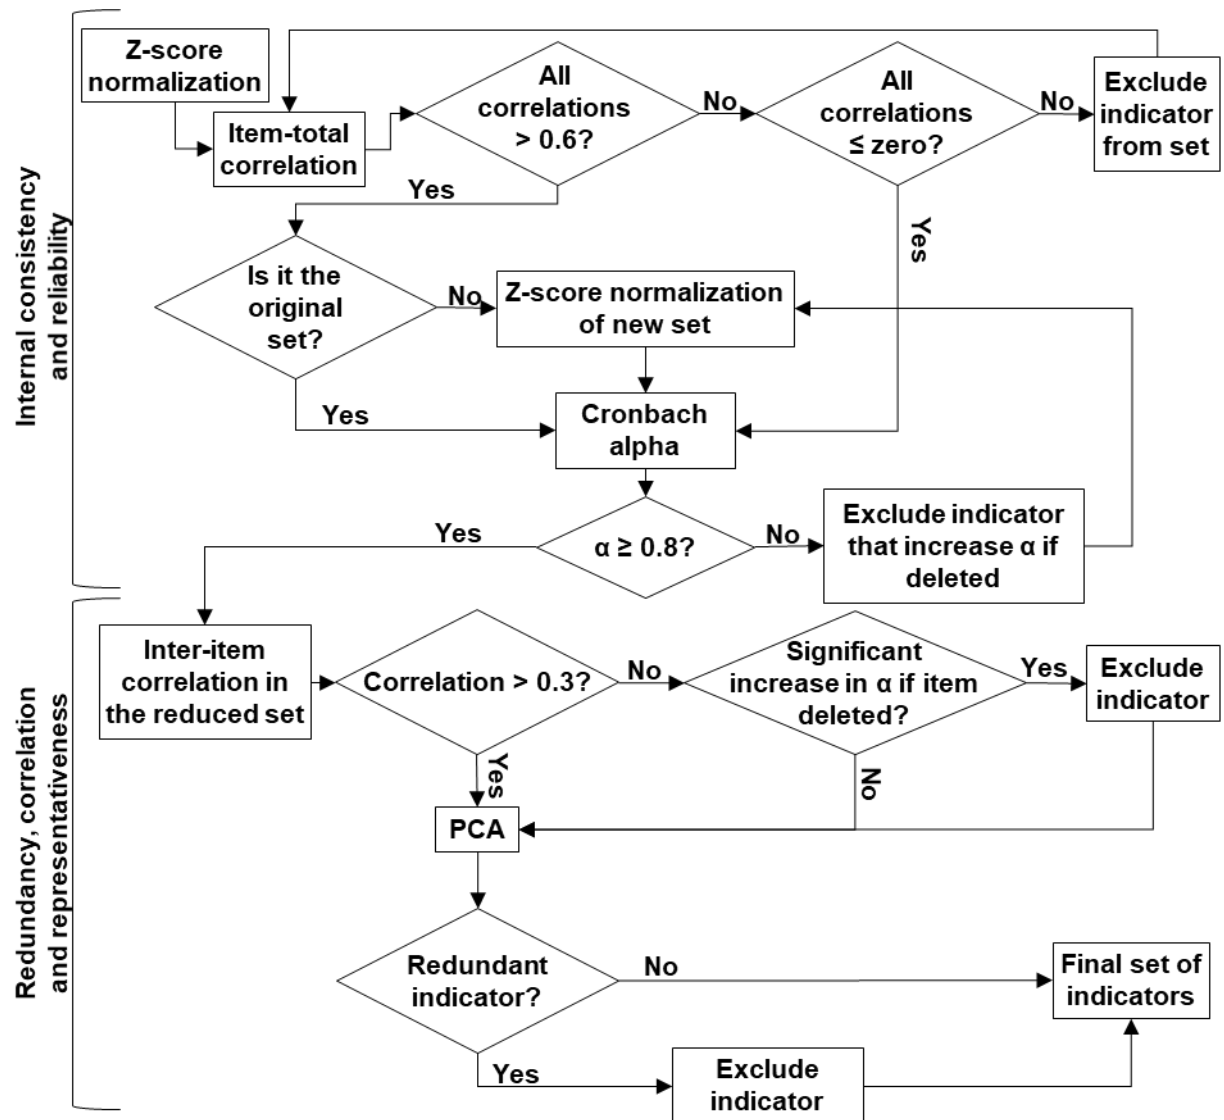 Internal consistency
and reliability
Z-score
normalization
Item-total
correlation
All
correlations
> 0.6?
No
All
correlations
≤ zero?
No
Exclude
indicator
from set
Yes
Yes
Is it the
original
set?
No
Z-score normalization
of new set
Yes
Cronbach
alpha
Yes
α ≥ 0.8?
No
Exclude indicator
that increase α if
deleted
Redundancy, correlation
and representativeness
Inter-item
correlation in
the reduced set
Correlation > 0.3?
No
Significant
increase in α if item
deleted?
Yes
Exclude
indicator
Yes
No
PCA
Redundant
indicator?
No
Final set of
indicators
Yes
Exclude
indicator